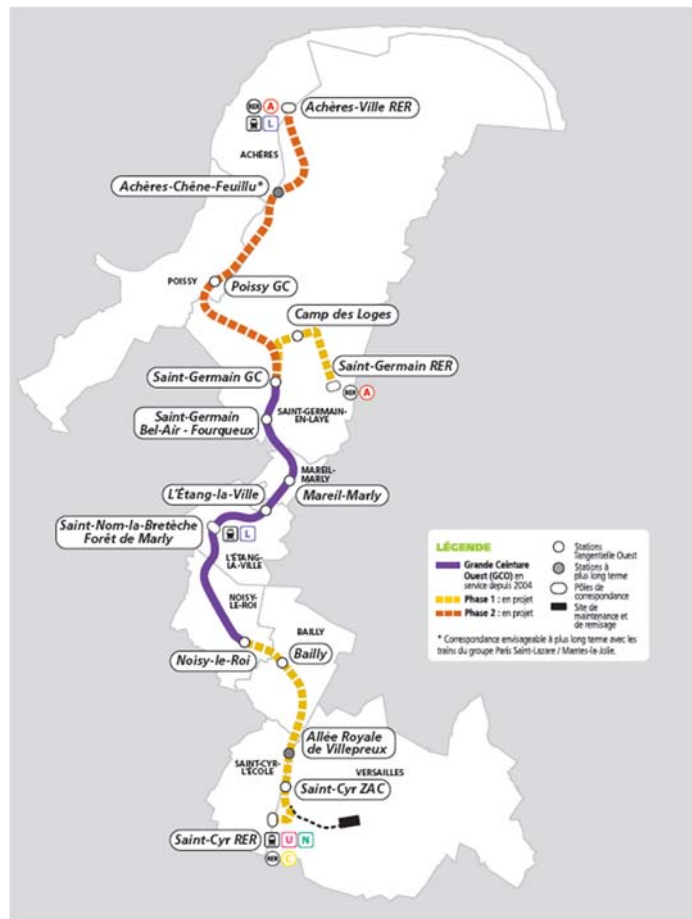 RER A Achères-Ville RER
L
ACHÈRES
Achères-Chêne-Feuillu*
POISSY
Poissy GC
Camp des Loges
Saint-Germain RER
RER A
Saint-Germain GC
SAINT-GERMAIN-
EN-LAYE
Saint-Germain
Bel-Air - Fourqueux
MAREIL-
MARLY
L'Étang-la-Ville
Mareil-Marly
Saint-Nom-la-Bretèche
Forêt de Marly
L
L'ÉTANG-
LA-VILLE
NOISY-
LE-ROI
BAILLY
Noisy-le-Roi
Bailly
Allée Royale
de Villepreux
SAINT-CYR-
L'ÉCOLE
VERSAILLES
Saint-Cyr ZAC
Saint-Cyr RER
U N
RER C
LÉGENDE
Grande Ceinture
Ouest (GCO) en
service depuis 2004
Phase 1 : en projet
Phase 2 : en projet
Stations
Tangentielle Ouest
Stations à
plus long terme
Pôles de
correspondance
Site de
maintenance et
de remisage
* Correspondance envisageable à plus long terme avec les
trains du groupe Paris Saint-Lazare / Mantes-la-Jolie.